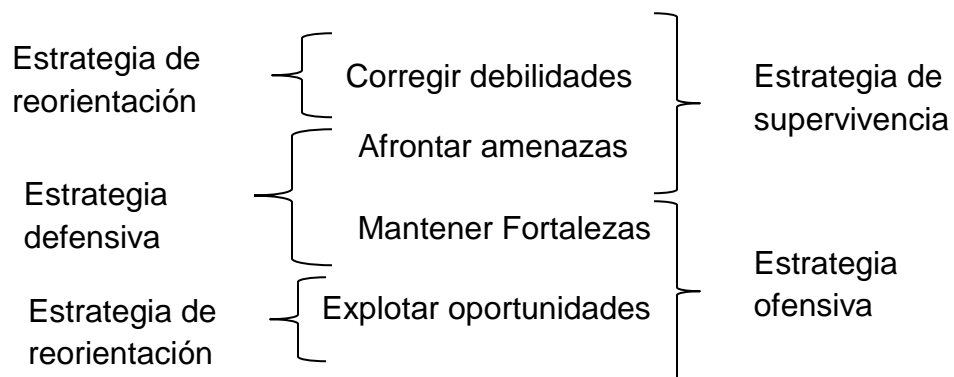 Estrategia de
reorientación
Corregir debilidades
Estrategia de
supervivencia
Afrontar amenazas
Estrategia
defensiva
Mantener Fortalezas
Estrategia
ofensiva
Explotar oportunidades
Estrategia de
reorientación